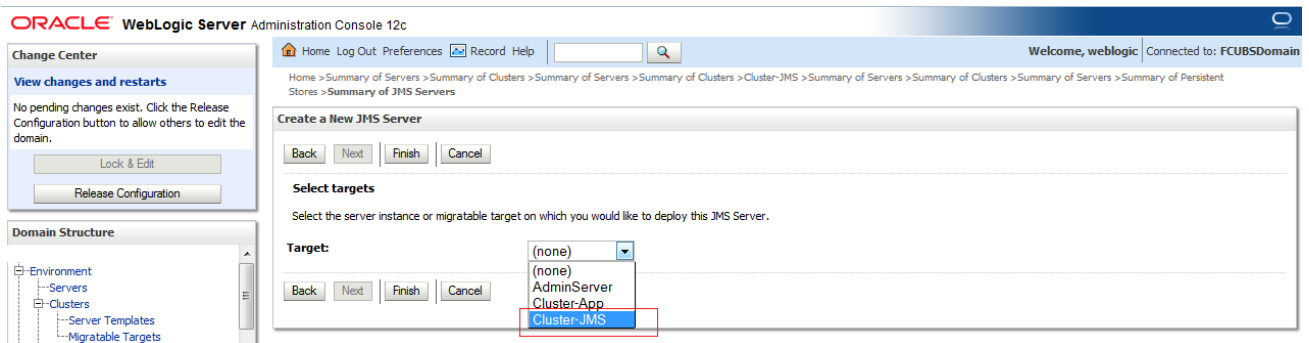 ORACLE WebLogic Server Administration Console 12c
Change Center
View changes and restarts
No pending changes exist. Click the Release
Configuration button to allow others to edit the
domain.
Lock & Edit
Release Configuration
Domain Structure
Environment
Servers
Clusters
Server Templates
Migratable Targets
Home Log Out Preferences Record Help
Welcome, weblogic Connected to: FCUBSDomain
Home >Summary of Servers >Summary of Clusters >Summary of Servers >Summary of Clusters >Cluster-JMS >Summary of Servers >Summary of Clusters >Summary of Servers >Summary of Persistent
Stores >Summary of JMS Servers
Create a New JMS Server
Back Next Finish Cancel
Select targets
Select the server instance or migratable target on which you would like to deploy this JMS Server.
Target: (none)
(none)
AdminServer
Cluster-App
Cluster-JMS
Back Next Finish Cancel